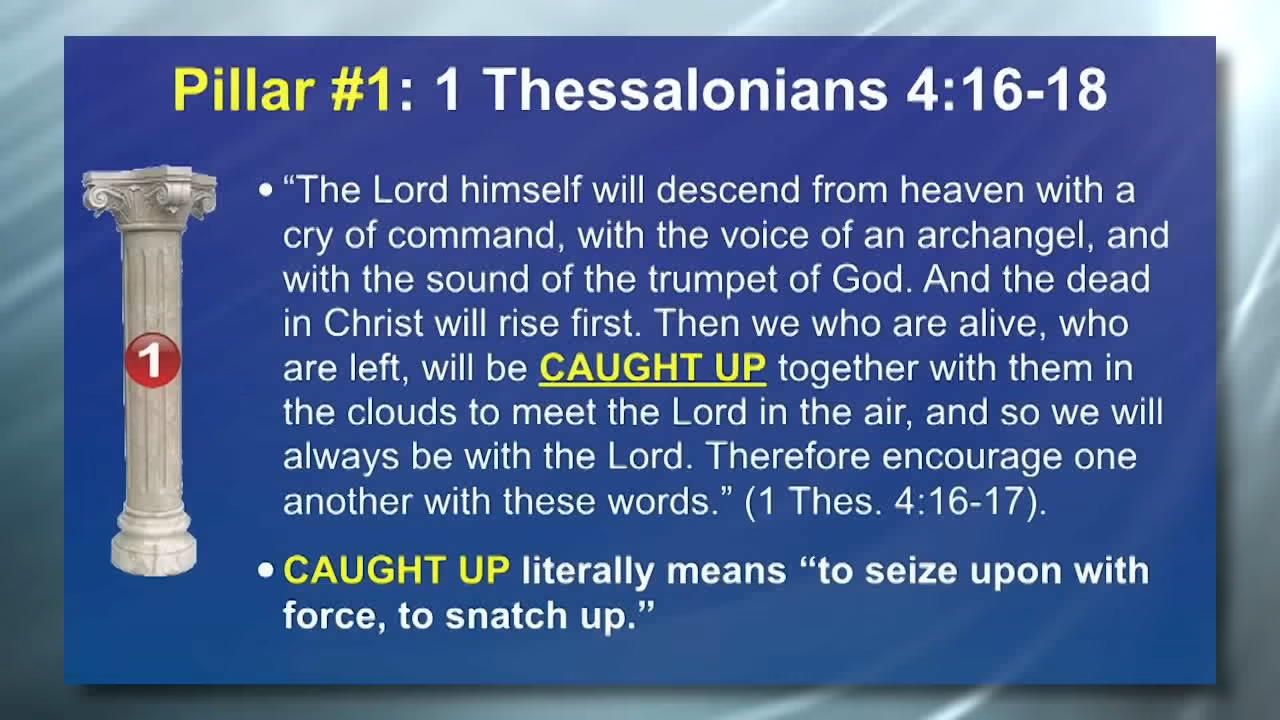 Pillar #1: 1 Thessalonians 4:16-18
• “The Lord himself will descend from heaven with a
cry of command, with the voice of an archangel, and
with the sound of the trumpet of God. And the dead
in Christ will rise first. Then we who are alive, who
are left, will be CAUGHT UP together with them in
the clouds to meet the Lord in the air, and so we will
always be with the Lord. Therefore encourage one
another with these words.” (1 Thes. 4:16-17).
1
• CAUGHT UP literally means “to seize upon with
force, to snatch up.”